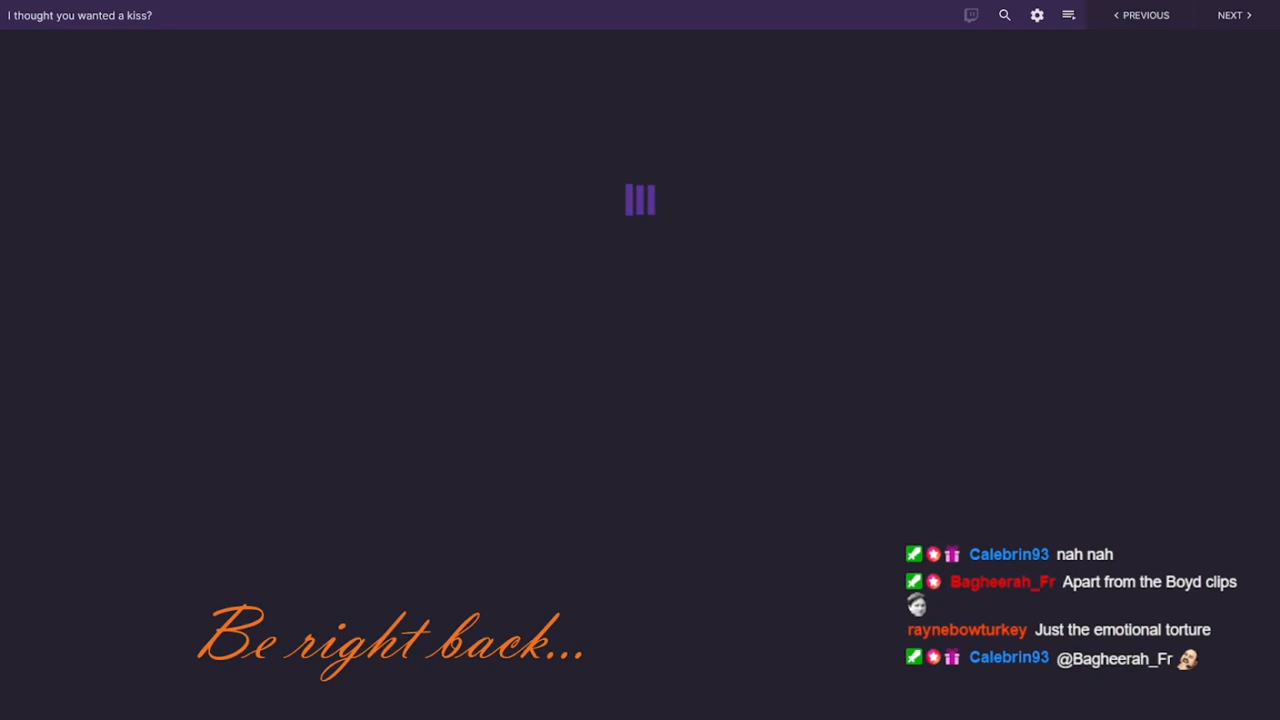 I thought you wanted a kiss?
PREVIOUS
NEXT
Calebrin93 nah nah
Bagheerah_Fr Apart from the Boyd clips
raynebowturkey Just the emotional torture
Calebrin93 @Bagheerah_Fr
Be right back...